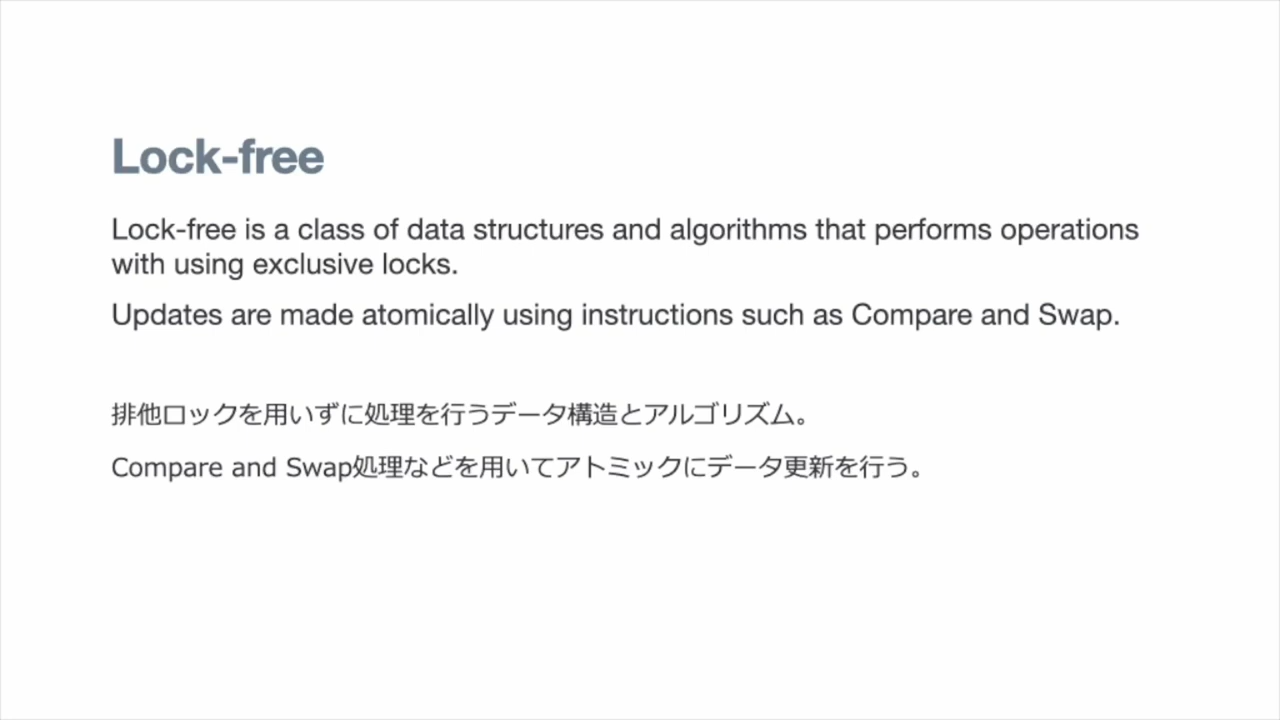 Lock-free
Lock-free is a class of data structures and algorithms that performs operations
with using exclusive locks.
Updates are made atomically using instructions such as Compare and Swap.
排他ロックを用いずに処理を行うデータ構造とアルゴリズム。
Compare and Swap処理などを用いてアトミックにデータ更新を行う。